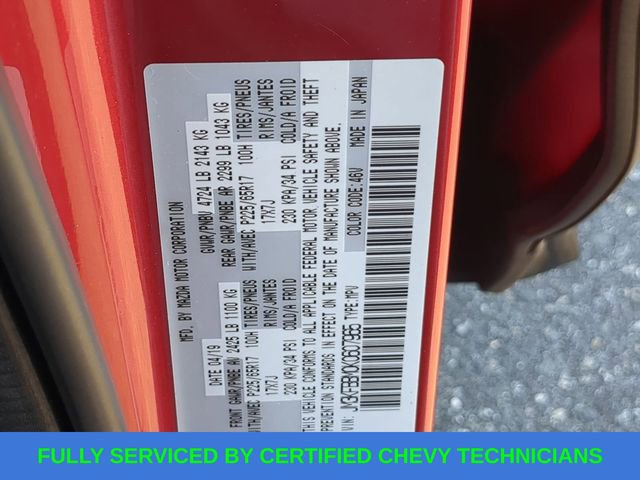 MFD. BY MAZDA MOTOR CORPORATION
DATE 04/19 GVWR/PNBV 4724 LB 2143 KG
FRONT GAWR/PNBE AV 2425 LB 1100 KG REAR GAWR/PNBE AR 2299 LB 1043 KG
TIRES/PNEUS TIRES/PNEUS
WITH/AVEC P225/65R17 100H WITH/AVEC P225/65R17 100H
RIMS/JANTES RIMS/JANTES
17X7J 17X7J
COLD/A FROID COLD/A FROID
230 KPA/34 PSI 230 KPA/34 PSI
THIS VEHICLE CONFORMS TO ALL APPLICABLE FEDERAL MOTOR VEHICLE SAFETY AND THEFT
PREVENTION STANDARDS IN EFFECT ON THE DATE OF MANUFACTURE SHOWN ABOVE.
VIN: TYPE: MPV COLOR CODE: A6U MADE IN JAPAN
FULLY SERVICED BY CERTIFIED CHEVY TECHNICIANS